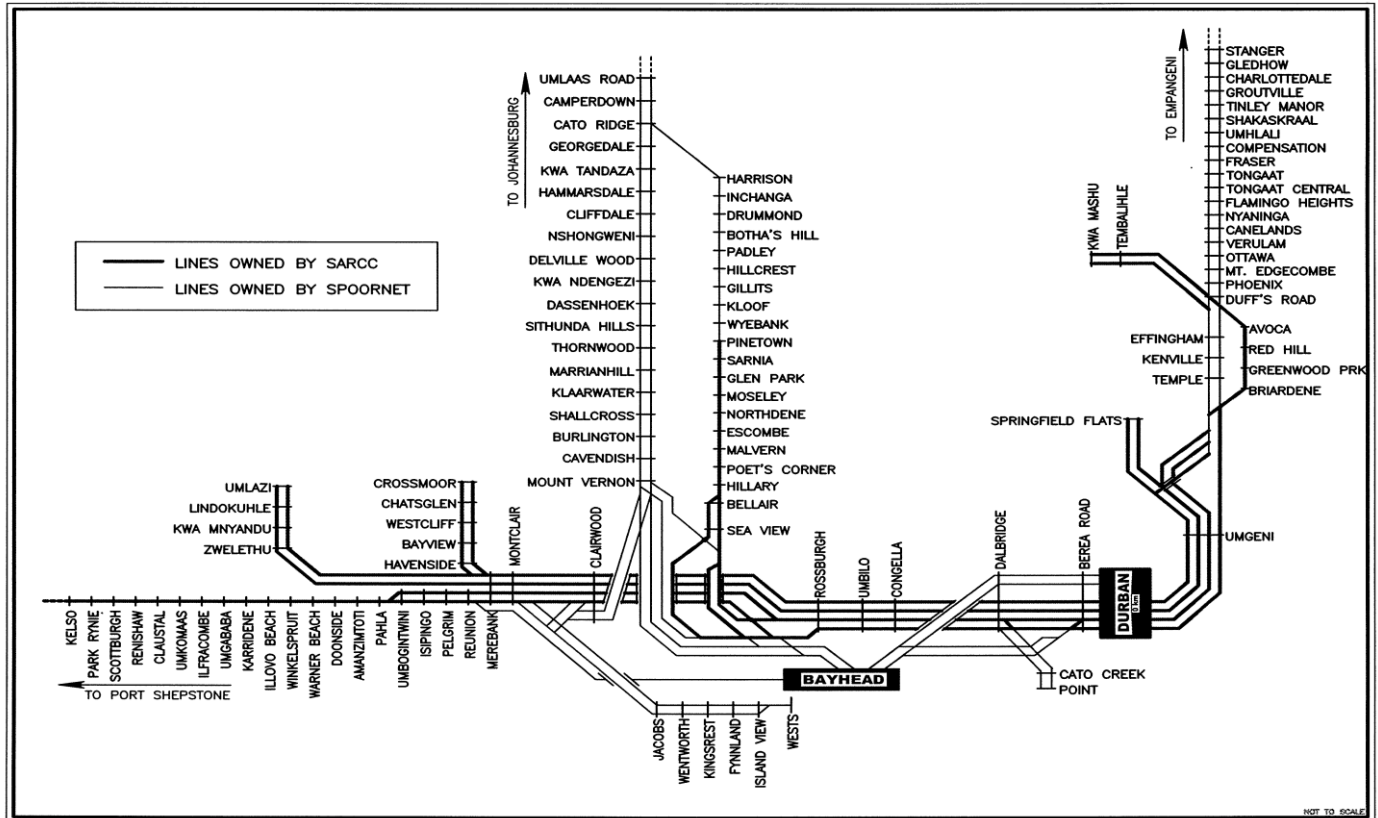 TO JOHANNESBURG
UMLAAS ROAD
CAMPERDOWN
CATO RIDGE
GEORGEDALE
KWA TANDAZA
HAMMARSDALE
CLIFFDALE
NSHONGWENI
DELVILLE WOOD
KWA NDENGEZI
DASSENHOEK
SITHUNDA HILLS
THORNWOOD
MARRIANHILL
KLAARWATER
SHALLCROSS
BURLINGTON
CAVENDISH
MOUNT VERNON
HARRISON
INCHANGA
DRUMMOND
BOTHA'S HILL
PADLEY
HILLCREST
GILLITS
KLOOF
WYEBANK
PINETOWN
SARNIA
GLEN PARK
MOSELEY
NORTHDENE
ESCOMBE
MALVERN
POET'S CORNER
HILLARY
BELLAIR
SEA VIEW
TO EMPANGENI
STANGER
GLEDHOW
CHARLOTTEDALE
GROUTVILLE
TINLEY MANOR
SHAKASKRAAL
UMHLALI
COMPENSATION
FRASER
TONGAAT
TONGAAT CENTRAL
FLAMINGO HEIGHTS
NYANINGA
CANELANDS
VERULAM
OTTAWA
MT. EDGECOMBE
PHOENIX
DUFF'S ROAD
KWA MASHU
TEMBALIHLE
AVOCA
RED HILL
GREENWOOD PRK
BRIARDENE
EFFINGHAM
KENVILLE
TEMPLE
SPRINGFIELD FLATS
UMGENI
LINES OWNED BY SARCC
LINES OWNED BY SPOORNET
UMLAZI
LINDOKUHLE
KWA MNYANDU
ZWELETHU
CROSSMOOR
CHATSGLEN
WESTCLIFF
BAYVIEW
HAVENSIDE
MONTCLAIR
CLAIRWOOD
ROSSBURGH
UMBILO
CONGELLA
DALBRIDGE
BEREA ROAD
DURBAN
0 km
KELSO
PARK RYNIE
SCOTTBURGH
RENISHAW
CLAUSTAL
UMKOMAAS
ILFRACOMBE
UMGABABA
KARRIDENE
ILLOVO BEACH
WINKELSPRUIT
WARNER BEACH
DOONSIDE
AMANZIMTOTI
PAHLA
UMBOGINTWINI
ISIPINGO
PELGRIM
REUNION
MEREBANK
TO PORT SHEPSTONE
BAYHEAD
CATO CREEK
POINT
JACOBS
WENTWORTH
KINGSREST
FYNNLAND
ISLAND VIEW
WESTS
NOT TO SCALE